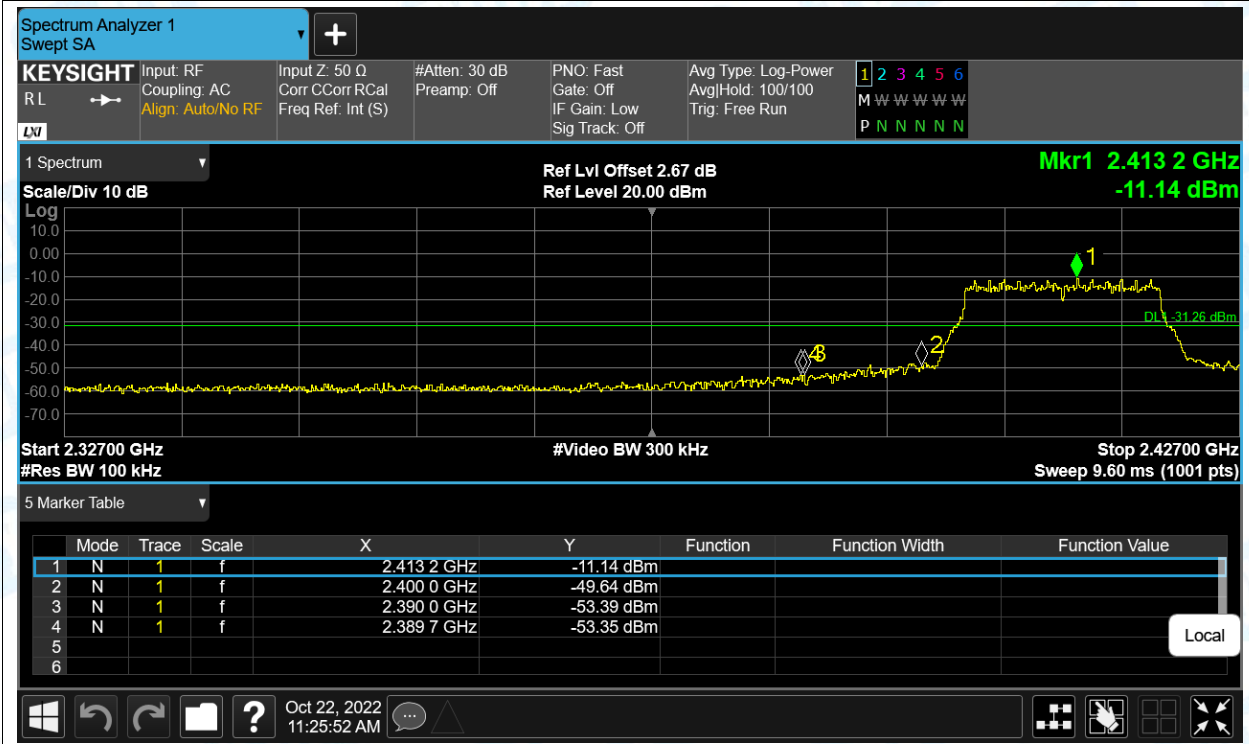 Spectrum Analyzer 1
Swept SA
KEYSIGHT
R L
LXI
Input: RF
Coupling: AC
Align: Auto/No RF
Input Z: 50 Ω
Corr CCorr RCal
Freq Ref: Int (S)
#Atten: 30 dB
Preamp: Off
PNO: Fast
Gate: Off
IF Gain: Low
Sig Track: Off
Avg Type: Log-Power
Avg|Hold: 100/100
Trig: Free Run
1 2 3 4 5 6
M W W W W W
P N N N N N
1 Spectrum
Scale/Div 10 dB
Ref Lvl Offset 2.67 dB
Ref Level 20.00 dBm
Mkr1 2.413 2 GHz
-11.14 dBm
Log
10.0
0.00
-10.0
-20.0
-30.0
-40.0
-50.0
-60.0
-70.0
1
DL1 -31.26 dBm
2
4 3
Start 2.32700 GHz
#Res BW 100 kHz
#Video BW 300 kHz
Stop 2.42700 GHz
Sweep 9.60 ms (1001 pts)
5 Marker Table
Mode Trace Scale X Y Function Function Width Function Value
1 N 1 f 2.413 2 GHz -11.14 dBm
2 N 1 f 2.400 0 GHz -49.64 dBm
3 N 1 f 2.390 0 GHz -53.39 dBm
4 N 1 f 2.389 7 GHz -53.35 dBm
5
6
Local
?
Oct 22, 2022
11:25:52 AM